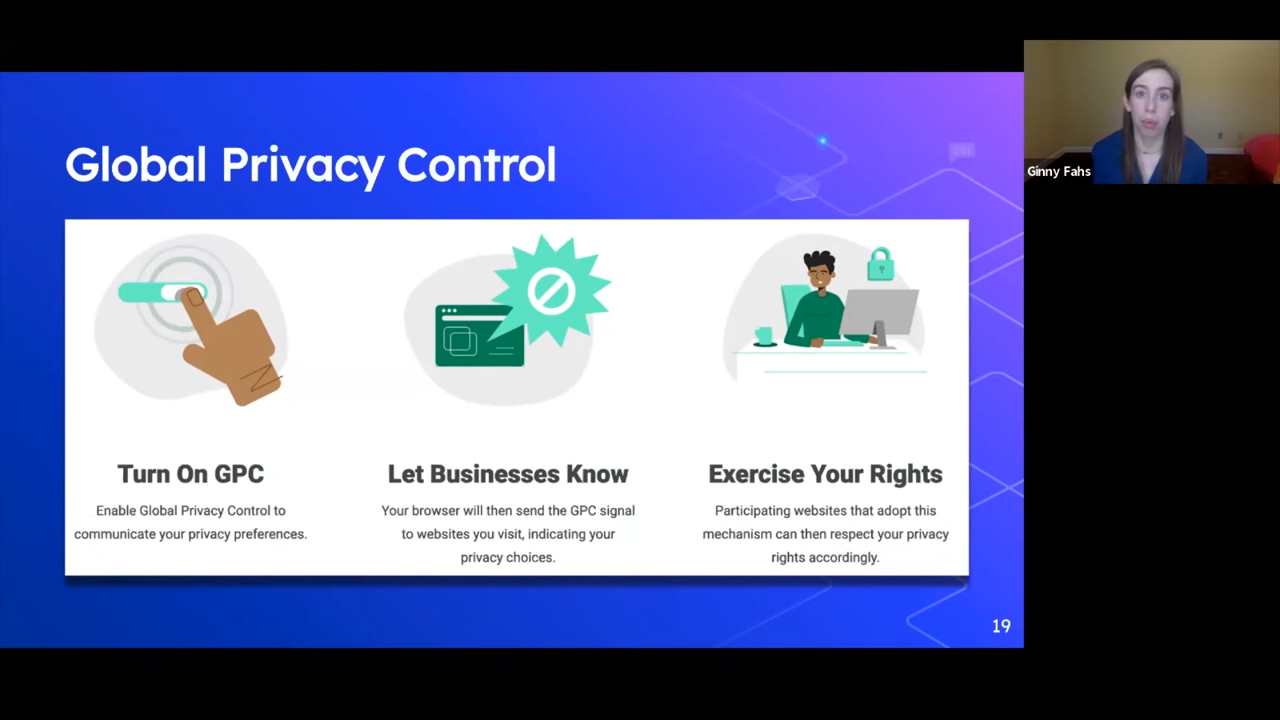 Global Privacy Control
Turn On GPC
Enable Global Privacy Control to
communicate your privacy preferences.
Let Businesses Know
Your browser will then send the GPC signal
to websites you visit, indicating your
privacy choices.
Exercise Your Rights
Participating websites that adopt this
mechanism can then respect your privacy
rights accordingly.
19
Ginny Fahs